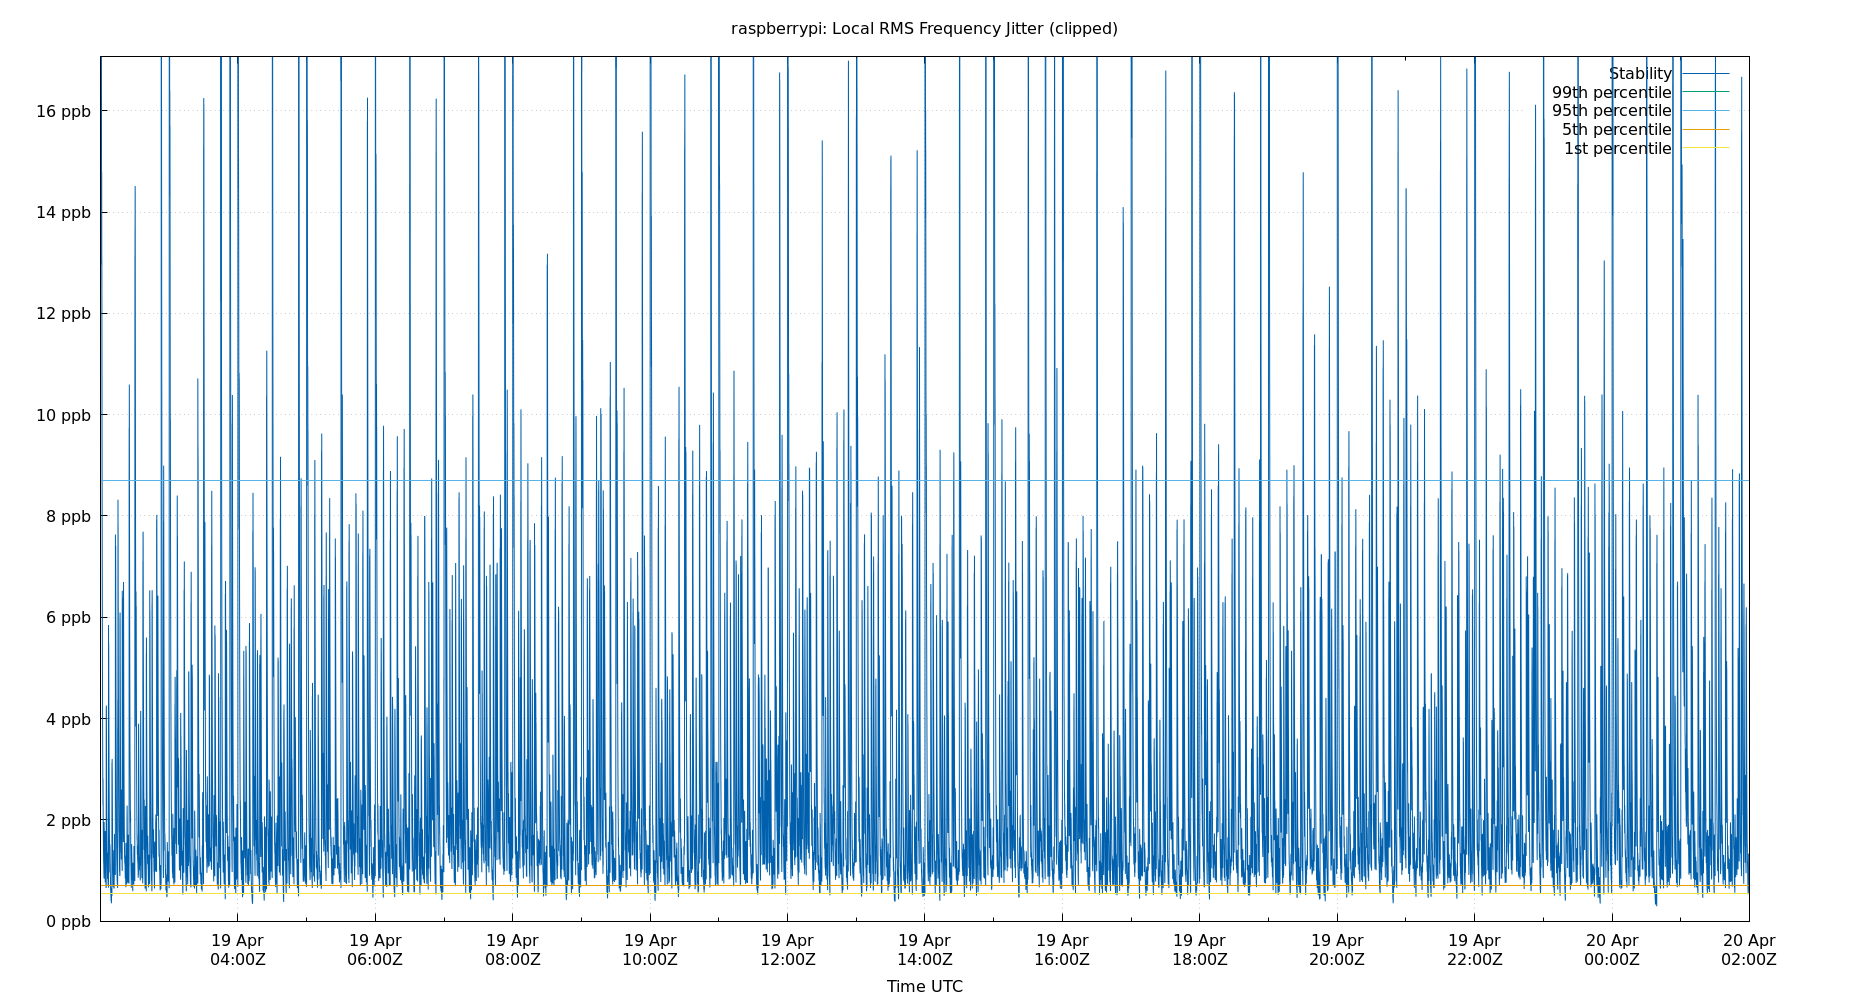 raspberrypi: Local RMS Frequency Jitter (clipped)
Stability
99th percentile
95th percentile
5th percentile
1st percentile
16 ppb
14 ppb
12 ppb
10 ppb
8 ppb
6 ppb
4 ppb
2 ppb
0 ppb
19 Apr 19 Apr 19 Apr 19 Apr 19 Apr 19 Apr 19 Apr 19 Apr 19 Apr 19 Apr 20 Apr 20 Apr
04:00Z 06:00Z 08:00Z 10:00Z 12:00Z 14:00Z 16:00Z 18:00Z 20:00Z 22:00Z 00:00Z 02:00Z
Time UTC